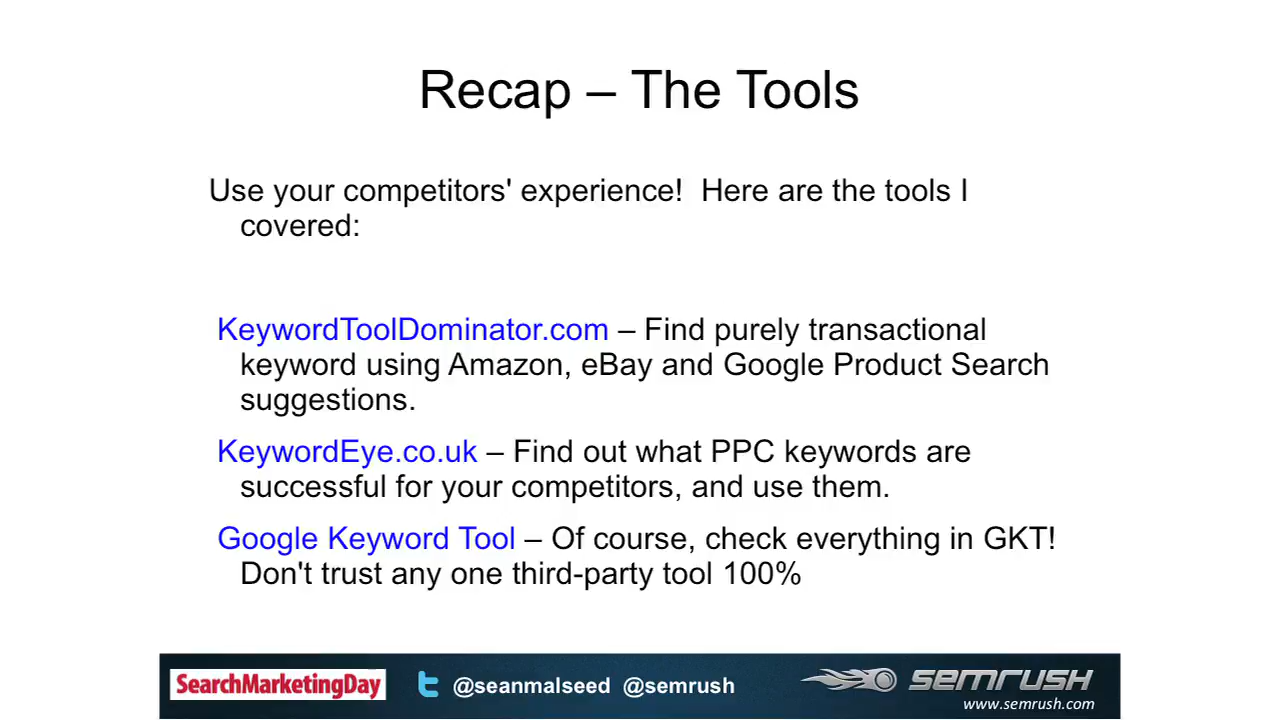 Recap – The Tools
Use your competitors' experience!  Here are the tools I
covered:
KeywordToolDominator.com – Find purely transactional
keyword using Amazon, eBay and Google Product Search
suggestions.
KeywordEye.co.uk – Find out what PPC keywords are
successful for your competitors, and use them.
Google Keyword Tool – Of course, check everything in GKT!
Don't trust any one third-party tool 100%
SearchMarketingDay @seanmalseed @semrush SEMRUSH
www.semrush.com